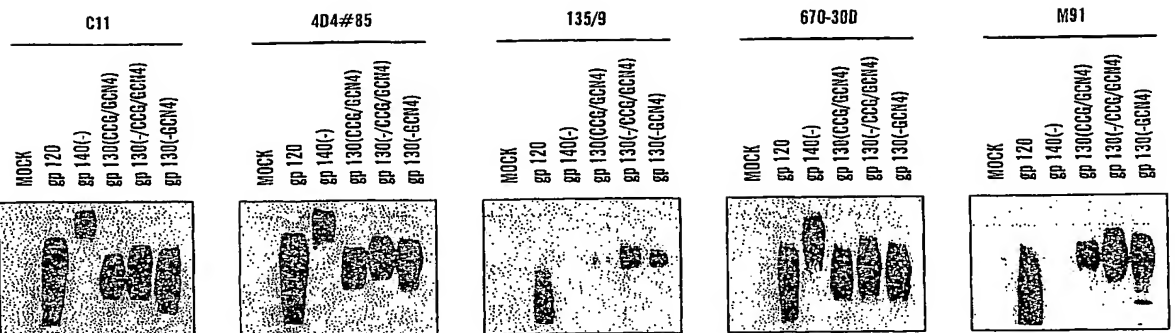 C11
MOCK
gp 120
gp 140(-)
gp 130(CCG/GCN4)
gp 130(-/CCG/GCN4)
gp 130(-GCN4)
4D4#85
MOCK
gp 120
gp 140(-)
gp 130(CCG/GCN4)
gp 130(-/CCG/GCN4)
gp 130(-GCN4)
135/9
MOCK
gp 120
gp 140(-)
gp 130(CCG/GCN4)
gp 130(-/CCG/GCN4)
gp 130(-GCN4)
670-30D
MOCK
gp 120
gp 140(-)
gp 130(CCG/GCN4)
gp 130(-/CCG/GCN4)
gp 130(-GCN4)
M91
MOCK
gp 120
gp 140(-)
gp 130(CCG/GCN4)
gp 130(-/CCG/GCN4)
gp 130(-GCN4)